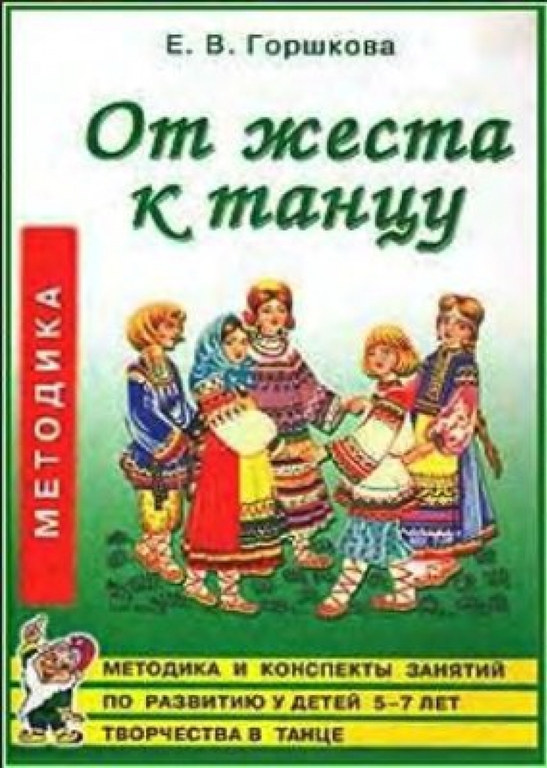 Е. В. Горшкова
От жеста
к танцу
МЕТОДИКА
МЕТОДИКА И КОНСПЕКТЫ ЗАНЯТИЙ
ПО РАЗВИТИЮ У ДЕТЕЙ 5-7 ЛЕТ
ТВОРЧЕСТВА В ТАНЦЕ